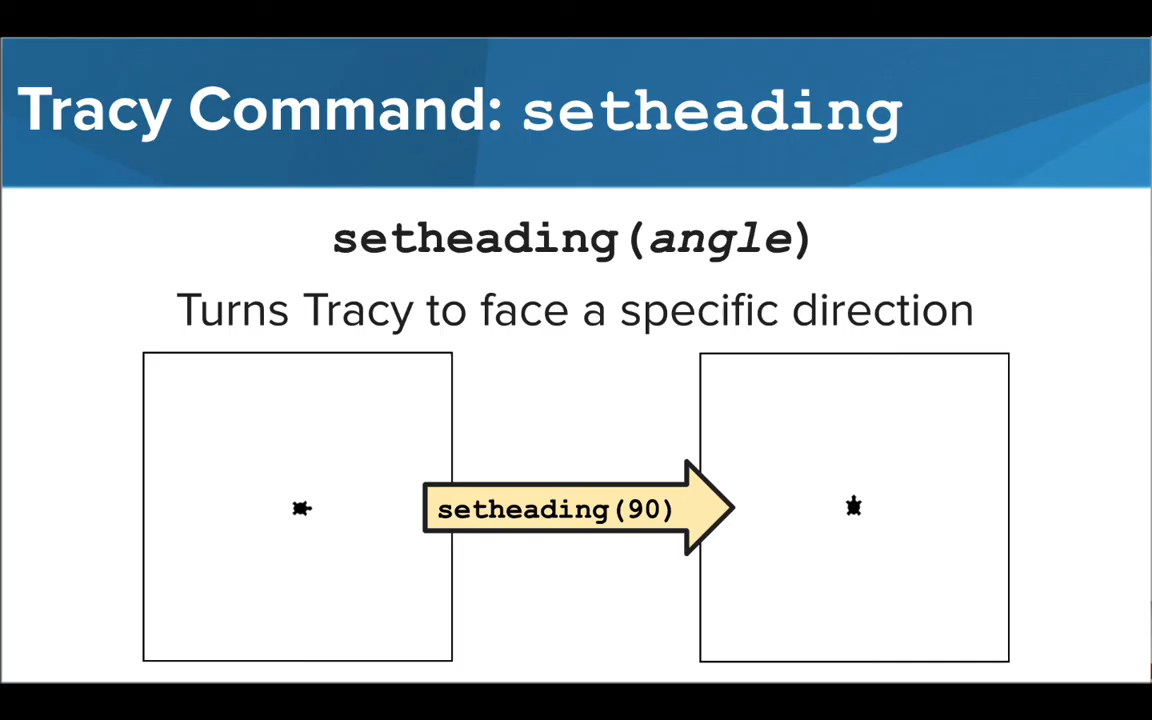 Tracy Command: setheading
setheading(angle)
Turns Tracy to face a specific direction
setheading(90)